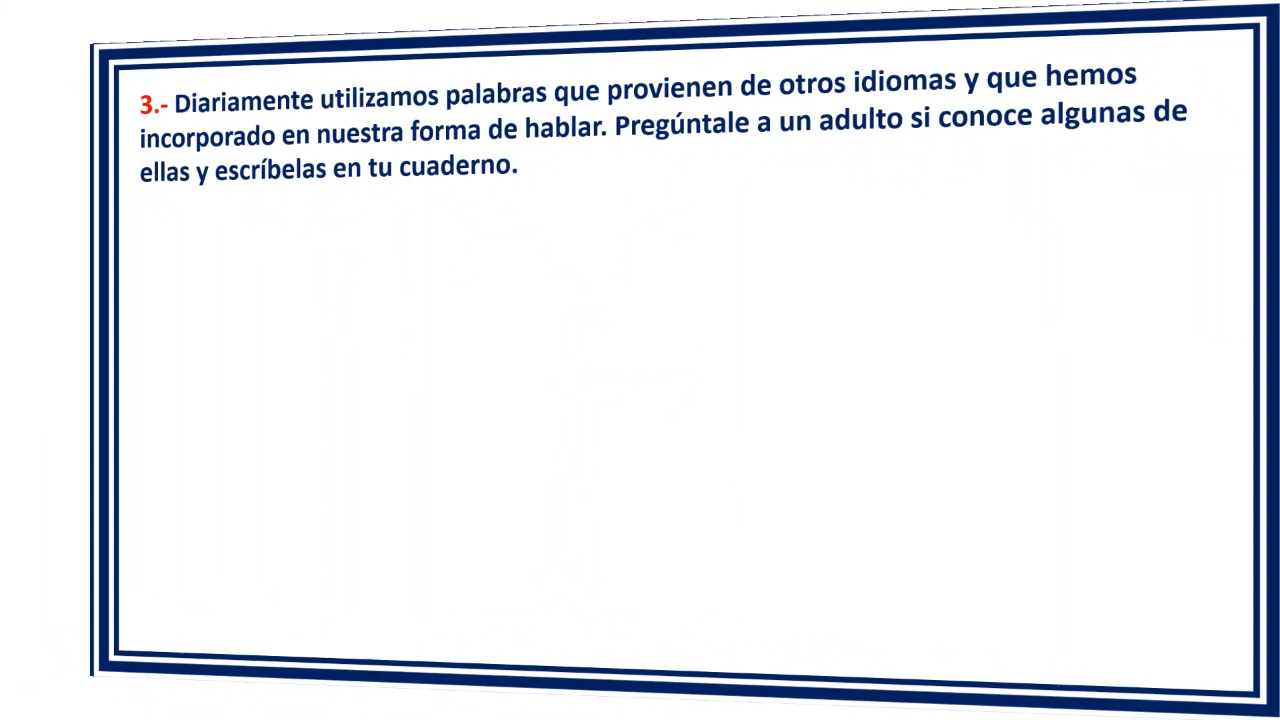 3.- Diariamente utilizamos palabras que provienen de otros idiomas y que hemos
incorporado en nuestra forma de hablar. Pregúntale a un adulto si conoce algunas de
ellas y escríbelas en tu cuaderno.